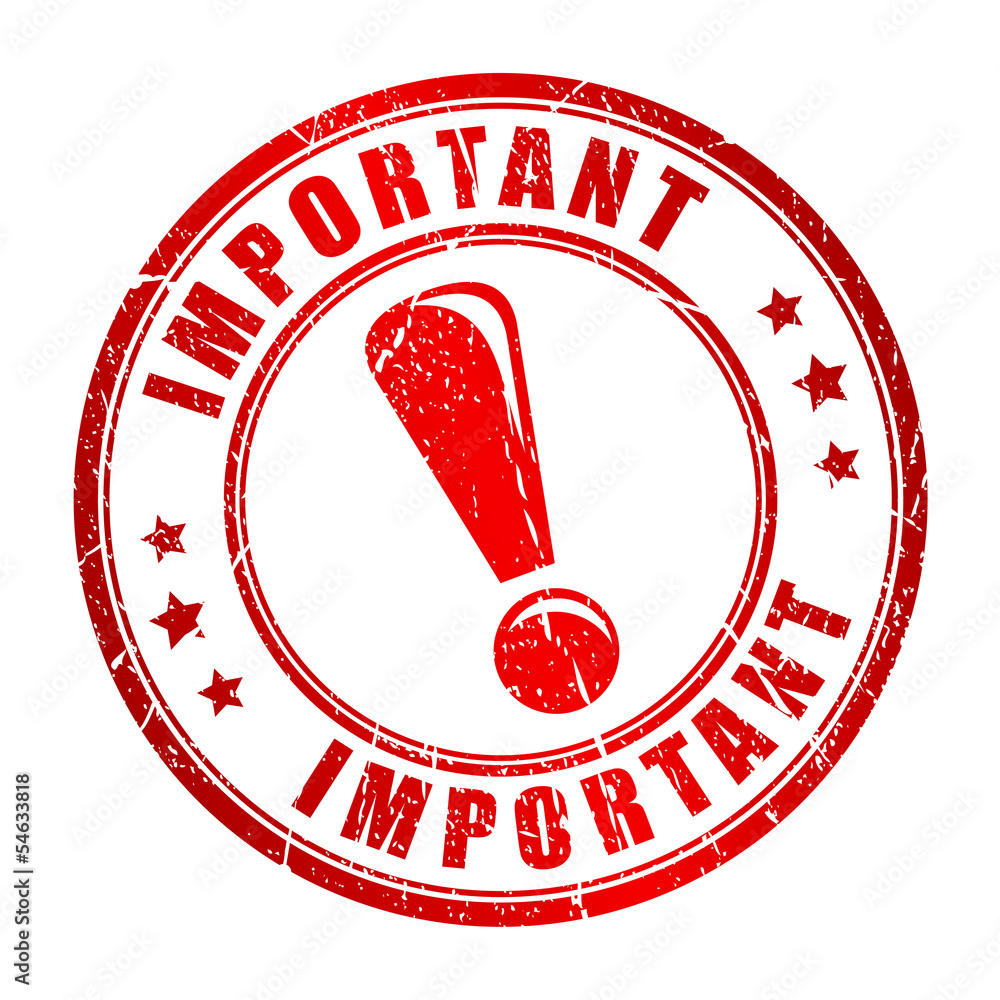 IMPORTANT
!
IMPORTANT
Adobe Stock | #54633818